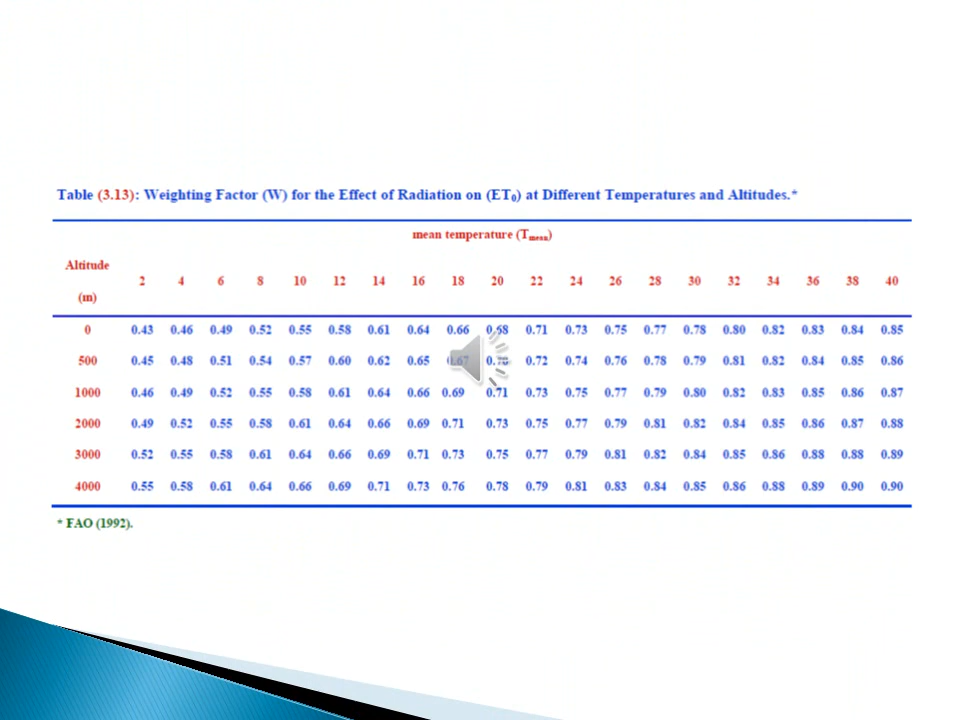 Table (3.13): Weighting Factor (W) for the Effect of Radiation on (ET₀) at Different Temperatures and Altitudes.*
mean temperature (Tmean)
Altitude
(m)
2 4 6 8 10 12 14 16 18 20 22 24 26 28 30 32 34 36 38 40
0 0.43 0.46 0.49 0.52 0.55 0.58 0.61 0.64 0.66 0.68 0.71 0.73 0.75 0.77 0.78 0.80 0.82 0.83 0.84 0.85
500 0.45 0.48 0.51 0.54 0.57 0.60 0.62 0.65 0.67 0.72 0.74 0.76 0.78 0.79 0.81 0.82 0.84 0.85 0.86
1000 0.46 0.49 0.52 0.55 0.58 0.61 0.64 0.66 0.69 0.71 0.73 0.75 0.77 0.79 0.80 0.82 0.83 0.85 0.86 0.87
2000 0.49 0.52 0.55 0.58 0.61 0.64 0.66 0.69 0.71 0.73 0.75 0.77 0.79 0.81 0.82 0.84 0.85 0.86 0.87 0.88
3000 0.52 0.55 0.58 0.61 0.64 0.66 0.69 0.71 0.73 0.75 0.77 0.79 0.81 0.82 0.84 0.85 0.86 0.88 0.88 0.89
4000 0.55 0.58 0.61 0.64 0.66 0.69 0.71 0.73 0.76 0.78 0.79 0.81 0.83 0.84 0.85 0.86 0.88 0.89 0.90 0.90
* FAO (1992).